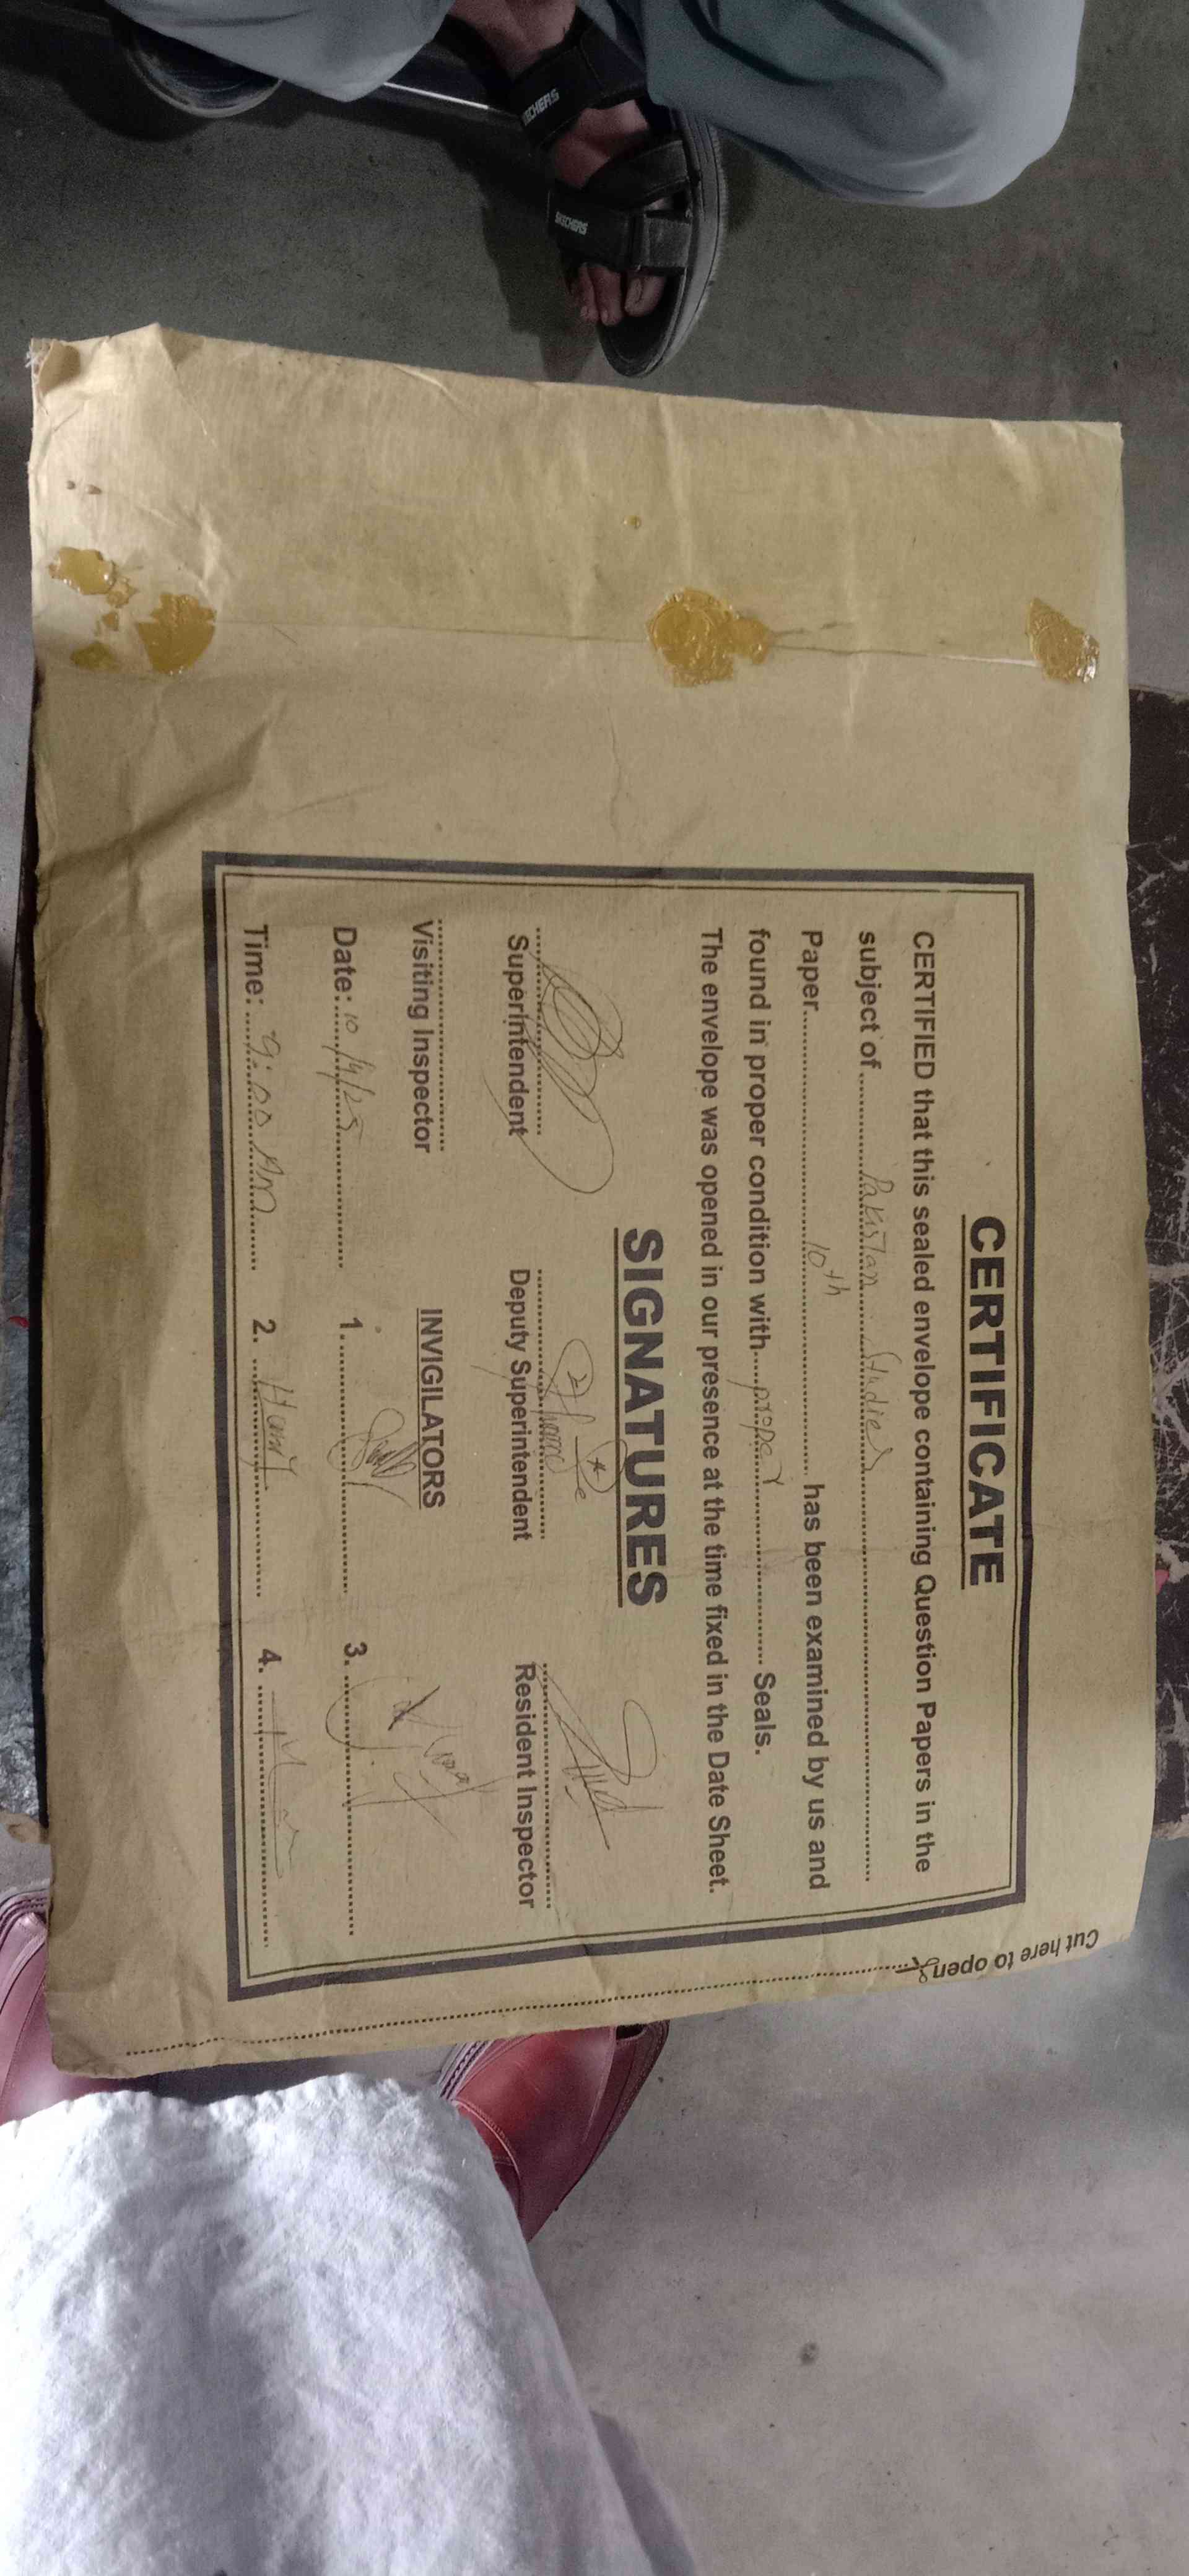 SKECHERS
SKECHERS
CERTIFICATE
CERTIFIED that this sealed envelope containing Question Papers in the
subject of..........Pakistan Studies..........
Paper..........10th.......... has been examined by us and
found in proper condition with.....proper.......... Seals.
The envelope was opened in our presence at the time fixed in the Date Sheet.
SIGNATURES
Superintendent Deputy Superintendent Resident Inspector
Visiting Inspector INVIGILATORS
Date:..10/4/25.......... 1. .......... 3. ..........
Time: ..9:00 Am.......... 2. .......... 4. ..........
Cut here to open